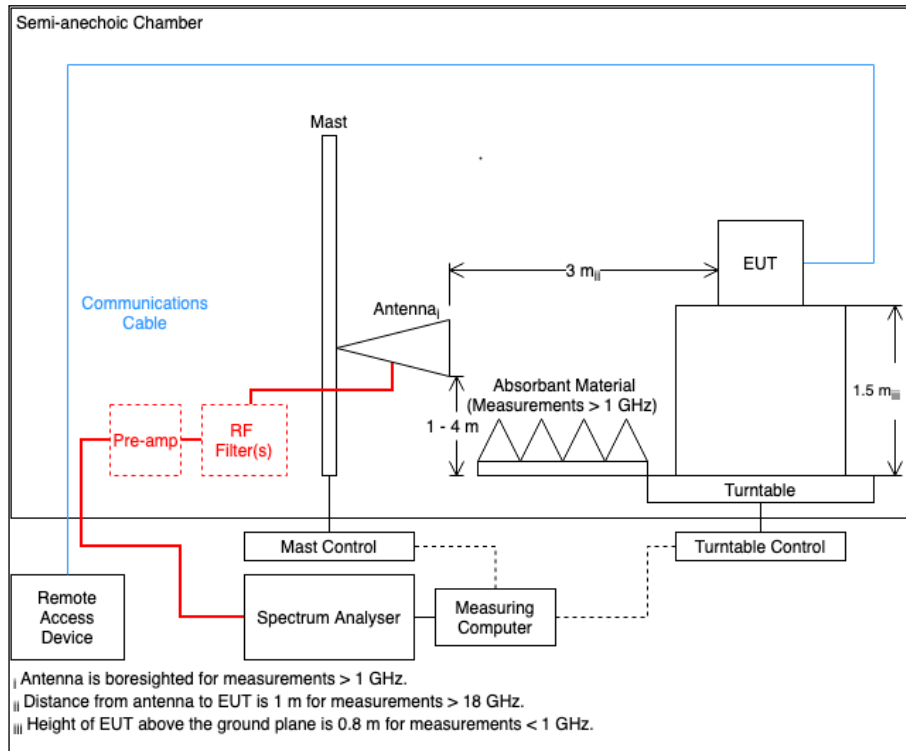 Semi-anechoic Chamber
Mast
EUT
3 mii
Communications
Cable
Antennai
Absorbant Material
(Measurements > 1 GHz)
1.5 miii
1 - 4 m
Pre-amp
RF
Filter(s)
Turntable
Mast Control
Turntable Control
Remote
Access
Device
Spectrum Analyser
Measuring
Computer
i Antenna is boresighted for measurements > 1 GHz.
ii Distance from antenna to EUT is 1 m for measurements > 18 GHz.
iii Height of EUT above the ground plane is 0.8 m for measurements < 1 GHz.